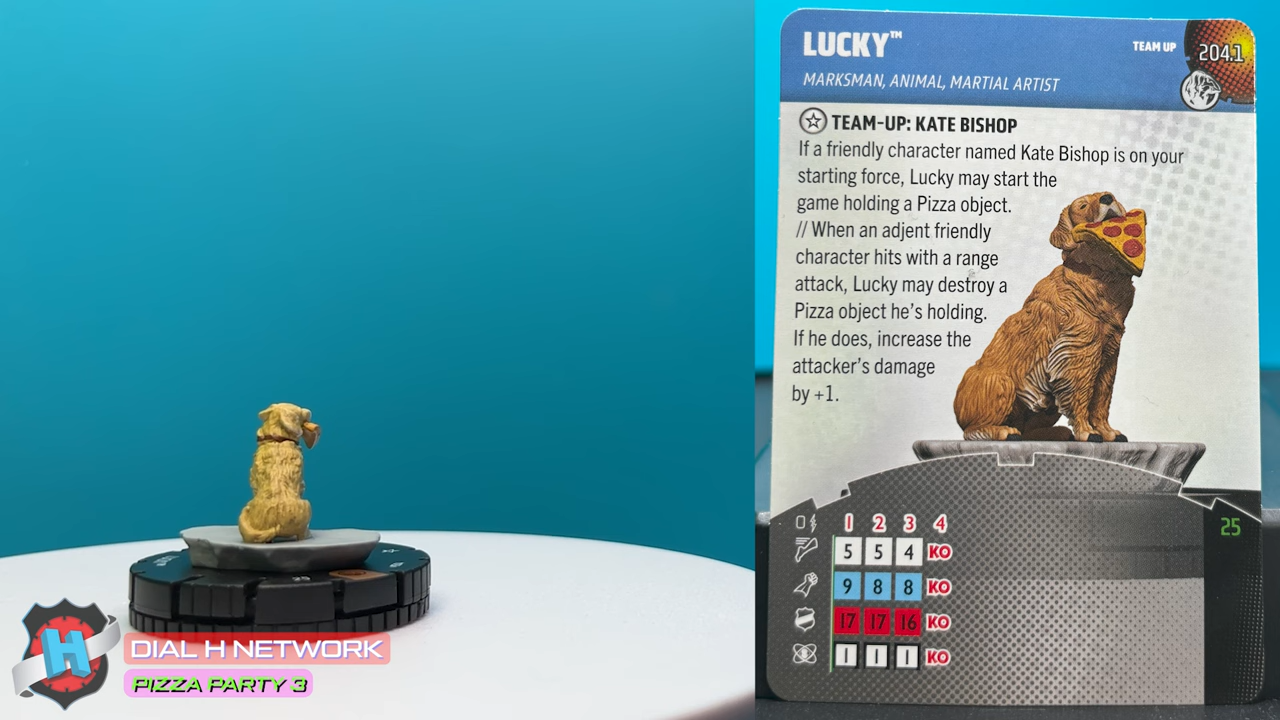 LUCKY™
TEAM UP
204.1
MARKSMAN, ANIMAL, MARTIAL ARTIST
TEAM-UP: KATE BISHOP
If a friendly character named Kate Bishop is on your
starting force, Lucky may start the
game holding a Pizza object.
// When an adjent friendly
character hits with a range
attack, Lucky may destroy a
Pizza object he's holding.
If he does, increase the
attacker's damage
by +1.
25
0 1 2 3 4
5 5 4 KO
9 8 8 KO
17 17 16 KO
1 1 1 KO
H
DIAL H NETWORK
PIZZA PARTY 3